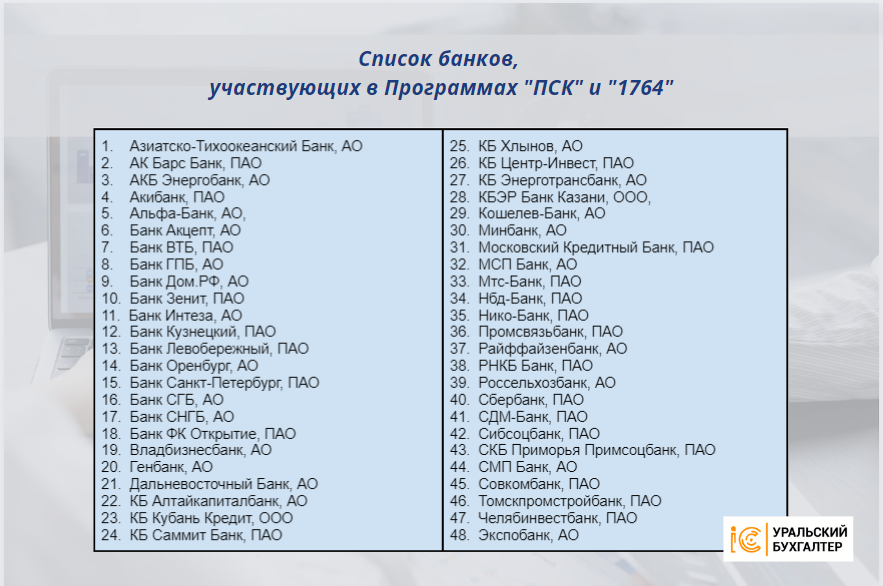 Список банков,
участвующих в Программах "ПСК" и "1764"
1. Азиатско-Тихоокеанский Банк, АО
2. АК Барс Банк, ПАО
3. АКБ Энергобанк, АО
4. Акибанк, ПАО
5. Альфа-Банк, АО,
6. Банк Акцепт, АО
7. Банк ВТБ, ПАО
8. Банк ГПБ, АО
9. Банк Дом.РФ, АО
10. Банк Зенит, ПАО
11. Банк Интеза, АО
12. Банк Кузнецкий, ПАО
13. Банк Левобережный, ПАО
14. Банк Оренбург, АО
15. Банк Санкт-Петербург, ПАО
16. Банк СГБ, АО
17. Банк СНГБ, АО
18. Банк ФК Открытие, ПАО
19. Владбизнесбанк, АО
20. Генбанк, АО
21. Дальневосточный Банк, АО
22. КБ Алтайкапиталбанк, АО
23. КБ Кубань Кредит, ООО
24. КБ Саммит Банк, ПАО
25. КБ Хлынов, АО
26. КБ Центр-Инвест, ПАО
27. КБ Энерготрансбанк, АО
28. КБЭР Банк Казани, ООО,
29. Кошелев-Банк, АО
30. Минбанк, АО
31. Московский Кредитный Банк, ПАО
32. МСП Банк, АО
33. Мтс-Банк, ПАО
34. Нбд-Банк, ПАО
35. Нико-Банк, ПАО
36. Промсвязьбанк, ПАО
37. Райффайзенбанк, АО
38. РНКБ Банк, ПАО
39. Россельхозбанк, АО
40. Сбербанк, ПАО
41. СДМ-Банк, ПАО
42. Сибсоцбанк, ПАО
43. СКБ Приморья Примсоцбанк, ПАО
44. СМП Банк, АО
45. Совкомбанк, ПАО
46. Томскпромстройбанк, ПАО
47. Челябинвестбанк, ПАО
48. Экспобанк, АО
УРАЛЬСКИЙ
БУХГАЛТЕР